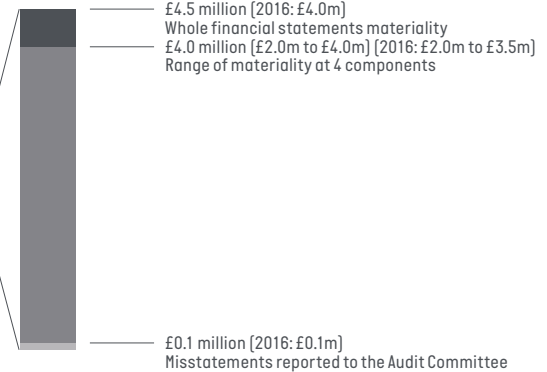 £4.5 million (2016: £4.0m)
Whole financial statements materiality
£4.0 million (£2.0m to £4.0m) (2016: £2.0m to £3.5m)
Range of materiality at 4 components
£0.1 million (2016: £0.1m)
Misstatements reported to the Audit Committee